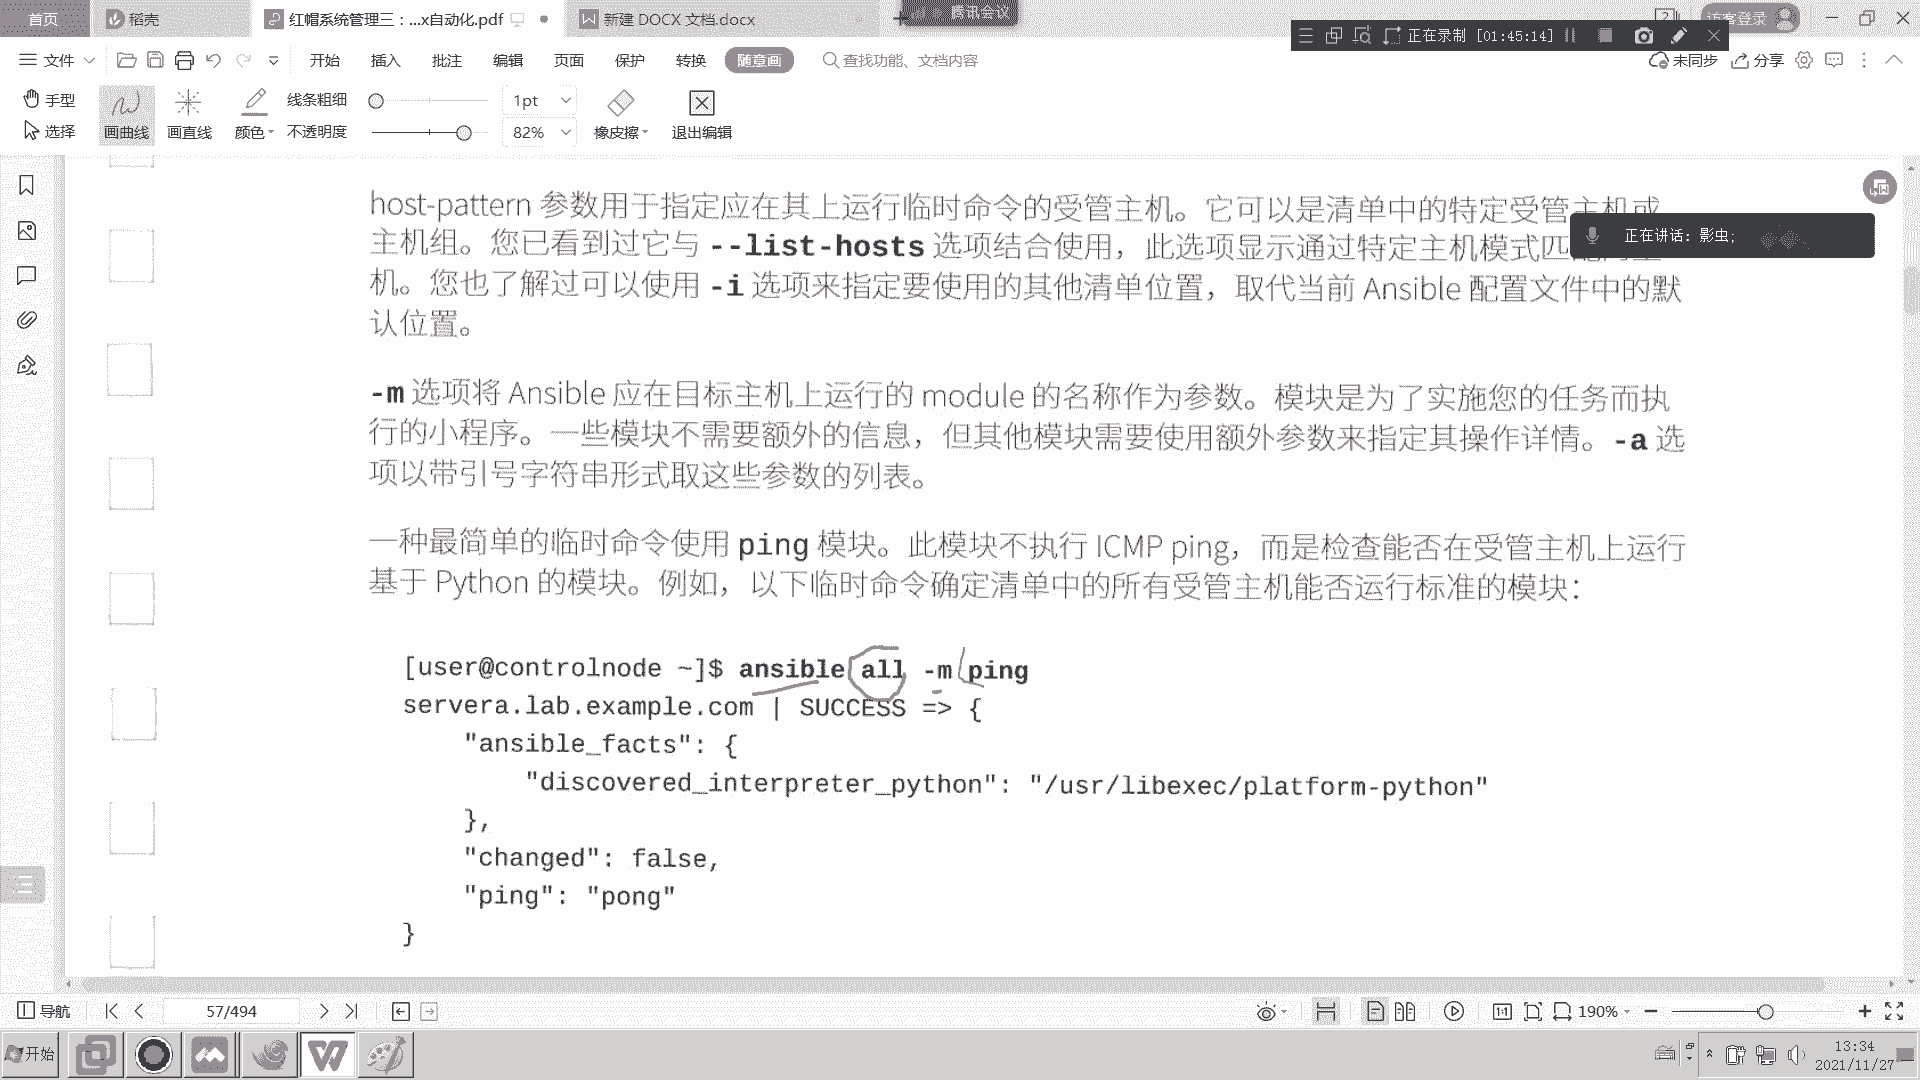 首页
稻壳
红帽系统管理三：...x自动化.pdf
新建 DOCX 文档.docx
腾讯会议
访客登录
正在录制 [01:45:14]
文件
开始
插入
批注
编辑
页面
保护
转换
随意画
查找功能、文档内容
未同步
分享
手型
选择
画曲线
画直线
颜色
线条粗细
不透明度
1pt
82%
橡皮擦
退出编辑
host-pattern 参数用于指定应在其上运行临时命令的受管主机。它可以是清单中的特定受管主机或
正在讲话：影虫;
主机组。您已看到过它与 --list-hosts 选项结合使用，此选项显示通过特定主机模式匹
机。您也了解过可以使用 -i 选项来指定要使用的其他清单位置，取代当前 Ansible 配置文件中的默
认位置。
-m 选项将 Ansible 应在目标主机上运行的 module 的名称作为参数。模块是为了实施您的任务而执
行的小程序。一些模块不需要额外的信息，但其他模块需要使用额外参数来指定其操作详情。-a 选
项以带引号字符串形式取这些参数的列表。
一种最简单的临时命令使用 ping 模块。此模块不执行 ICMP ping，而是检查能否在受管主机上运行
基于 Python 的模块。例如，以下临时命令确定清单中的所有受管主机能否运行标准的模块：
[user@controlnode ~]$ ansible all -m ping
servera.lab.example.com | SUCCESS => {
"ansible_facts": {
"discovered_interpreter_python": "/usr/libexec/platform-python"
},
"changed": false,
"ping": "pong"
}
导航
57/494
190%
开始
13:34
2021/11/27